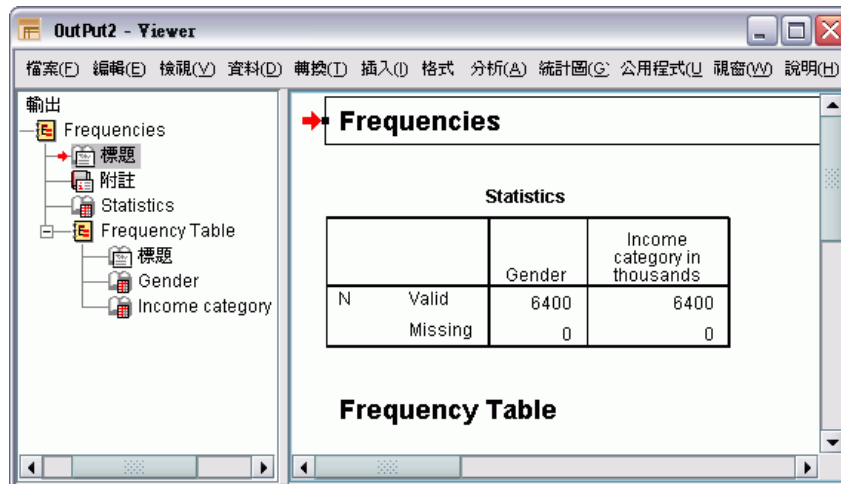 OutPut2 - Viewer
檔案(F) 編輯(E) 檢視(V) 資料(D) 轉換(T) 插入(I) 格式 分析(A) 統計圖(G) 公用程式(U 視窗(W) 說明(H)
輸出
Frequencies
標題
附註
Statistics
Frequency Table
標題
Gender
Income category
Frequencies
Statistics
Gender
Income category in thousands
N Valid 6400 6400
Missing 0 0
Frequency Table